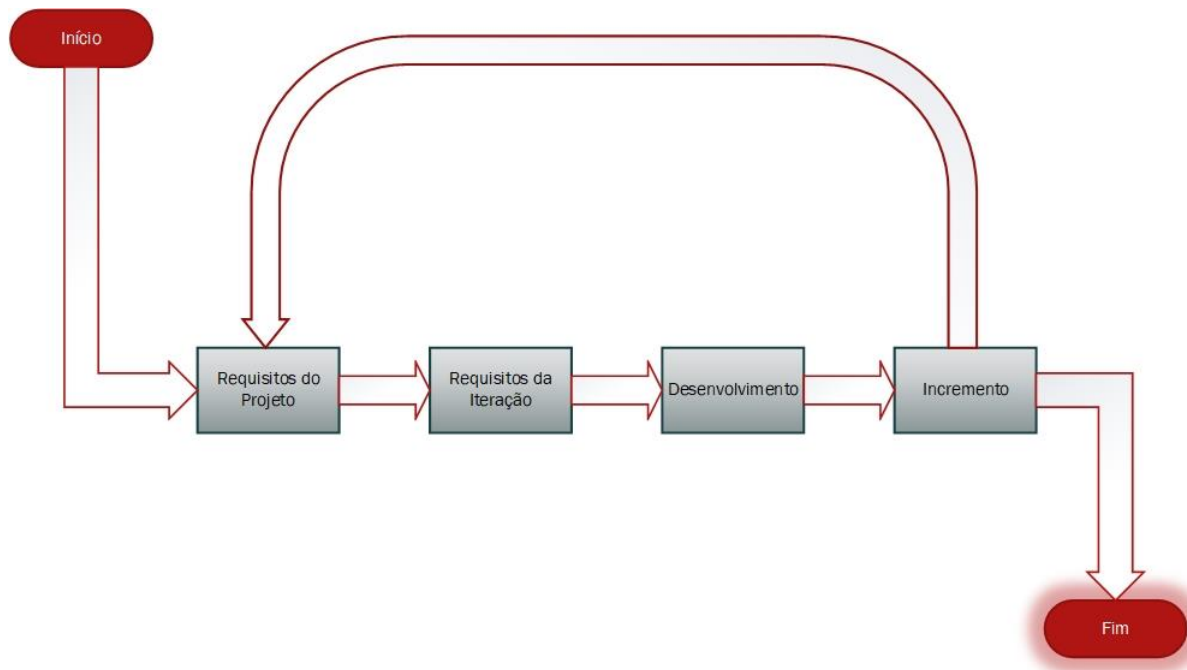 Início
Requisitos do
Projeto
Requisitos da
Iteração
Desenvolvimento
Incremento
Fim